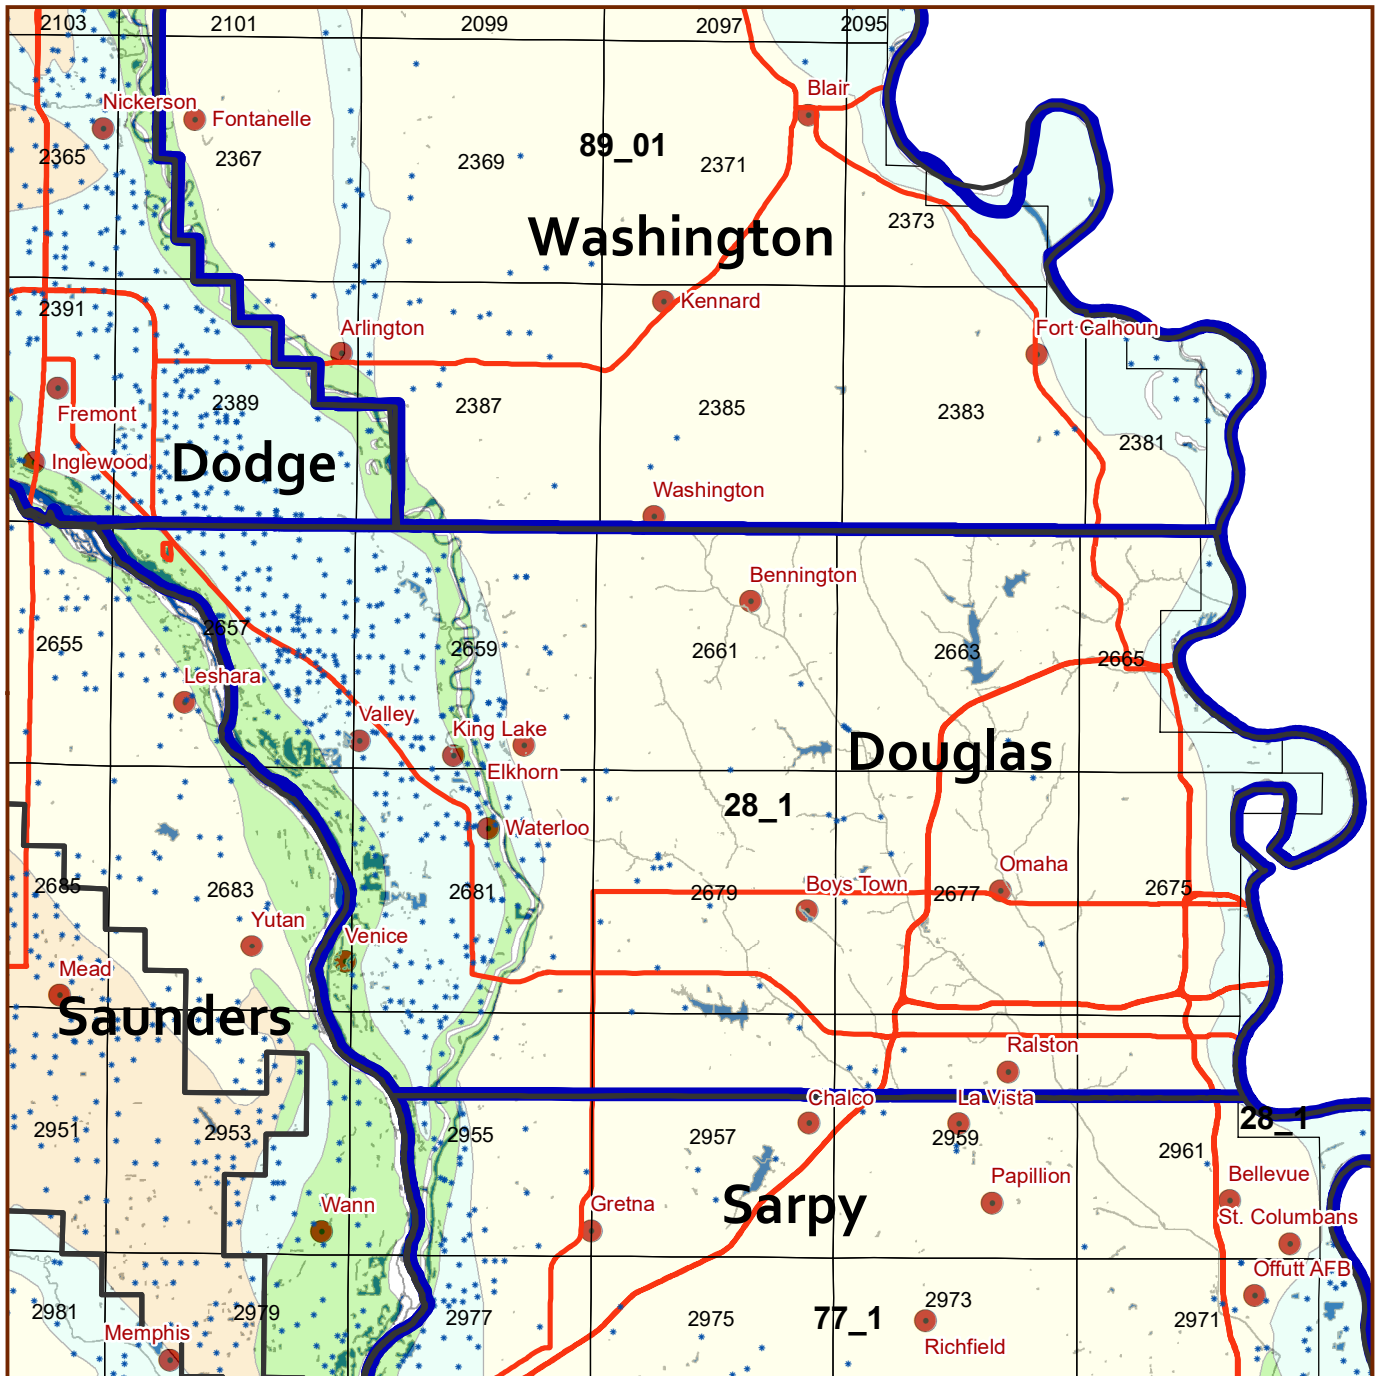 2103
2101
2099
2097
2095
Blair
Nickerson
Fontanelle
89_01
2365
2367
2369
2371
2373
Washington
2391
Arlington
Kennard
Fort Calhoun
Fremont
2389
2387
2385
2383
2381
Inglewood
Dodge
Washington
Bennington
2655
2657
2659
2661
2663
2665
Leshara
Valley
King Lake
Elkhorn
Douglas
28_1
Waterloo
Omaha
2685
2683
2681
2679
Boys Town
2677
2675
Yutan
Venice
Mead
Saunders
Ralston
Chalco
La Vista
28_1
2951
2953
2955
2957
2959
2961
Papillion
Bellevue
Wann
Gretna
Sarpy
St. Columbans
Offutt AFB
2981
2979
2977
2975
77_1
2973
2971
Memphis
Richfield